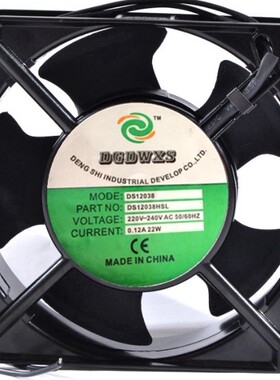 TM
DGDWXS
DENG SHI INDUSTRIAL DEVELOP CO.,LTD
MODE: DS12038
PART NO: DS12038HSL
VOLTAGE: 220V~240V AC 50/60HZ
CURRENT: 0.12A 22W
CE
MADE IN CHINA